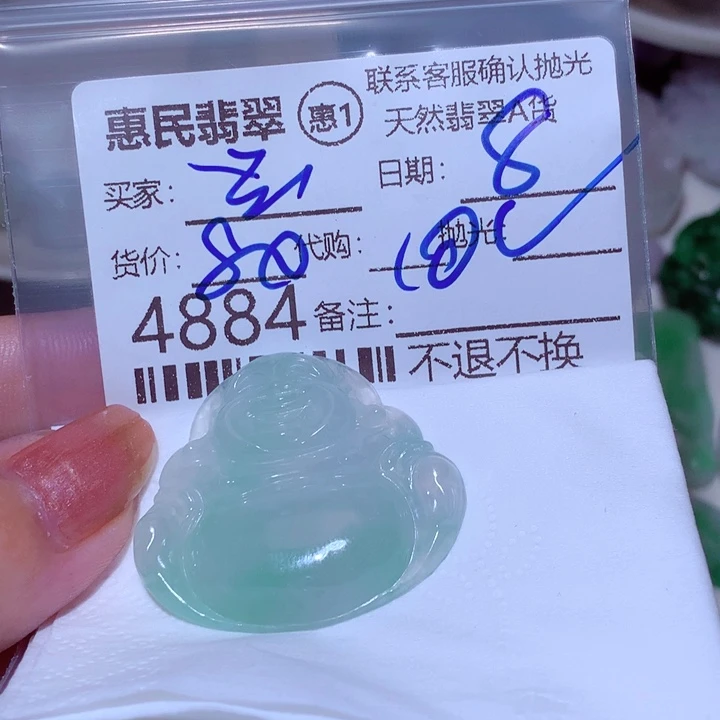 联系客服确认抛光
惠民翡翠 惠1 天然翡翠A货
买家: 日期: 8
货价: 代购: 抛光:
4884 备注:
不退不换